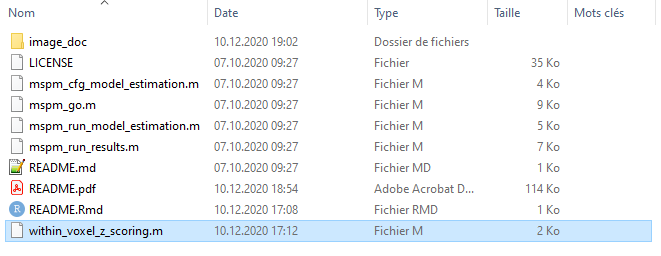 Nom Date Type Taille Mots clés
image_doc 10.12.2020 19:02 Dossier de fichiers
LICENSE 07.10.2020 09:27 Fichier 35 Ko
mspm_cfg_model_estimation.m 07.10.2020 09:27 Fichier M 4 Ko
mspm_go.m 07.10.2020 09:27 Fichier M 9 Ko
mspm_run_model_estimation.m 07.10.2020 09:27 Fichier M 5 Ko
mspm_run_results.m 07.10.2020 09:27 Fichier M 7 Ko
README.md 07.10.2020 09:27 Fichier MD 1 Ko
README.pdf 10.12.2020 18:54 Adobe Acrobat D... 114 Ko
R README.Rmd 10.12.2020 17:08 Fichier RMD 1 Ko
within_voxel_z_scoring.m 10.12.2020 17:12 Fichier M 2 Ko